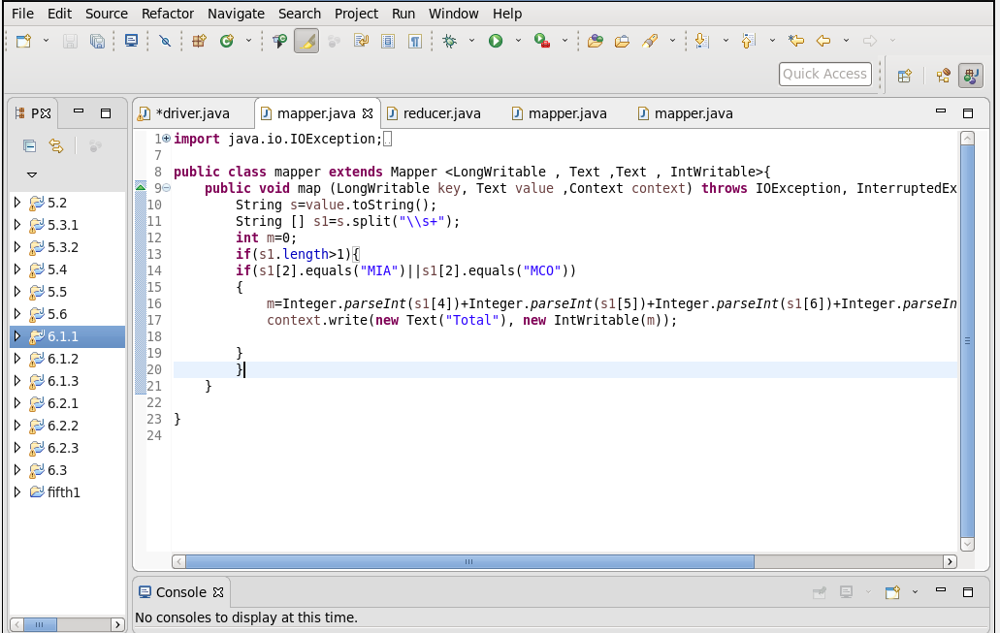 File Edit Source Refactor Navigate Search Project Run Window Help
Quick Access
P
*driver.java mapper.java reducer.java mapper.java mapper.java
5.2
5.3.1
5.3.2
5.4
5.5
5.6
6.1.1
6.1.2
6.1.3
6.2.1
6.2.2
6.2.3
6.3
fifth1
1 import java.io.IOException;
7
8 public class mapper extends Mapper <LongWritable , Text ,Text , IntWritable>{
9 public void map (LongWritable key, Text value ,Context context) throws IOException, InterruptedEx
10 String s=value.toString();
11 String [] s1=s.split("\\s+");
12 int m=0;
13 if(s1.length>1){
14 if(s1[2].equals("MIA")||s1[2].equals("MCO"))
15 {
16 m=Integer.parseInt(s1[4])+Integer.parseInt(s1[5])+Integer.parseInt(s1[6])+Integer.parseIn
17 context.write(new Text("Total"), new IntWritable(m));
18
19 }
20 }
21 }
22
23 }
24
Console
No consoles to display at this time.